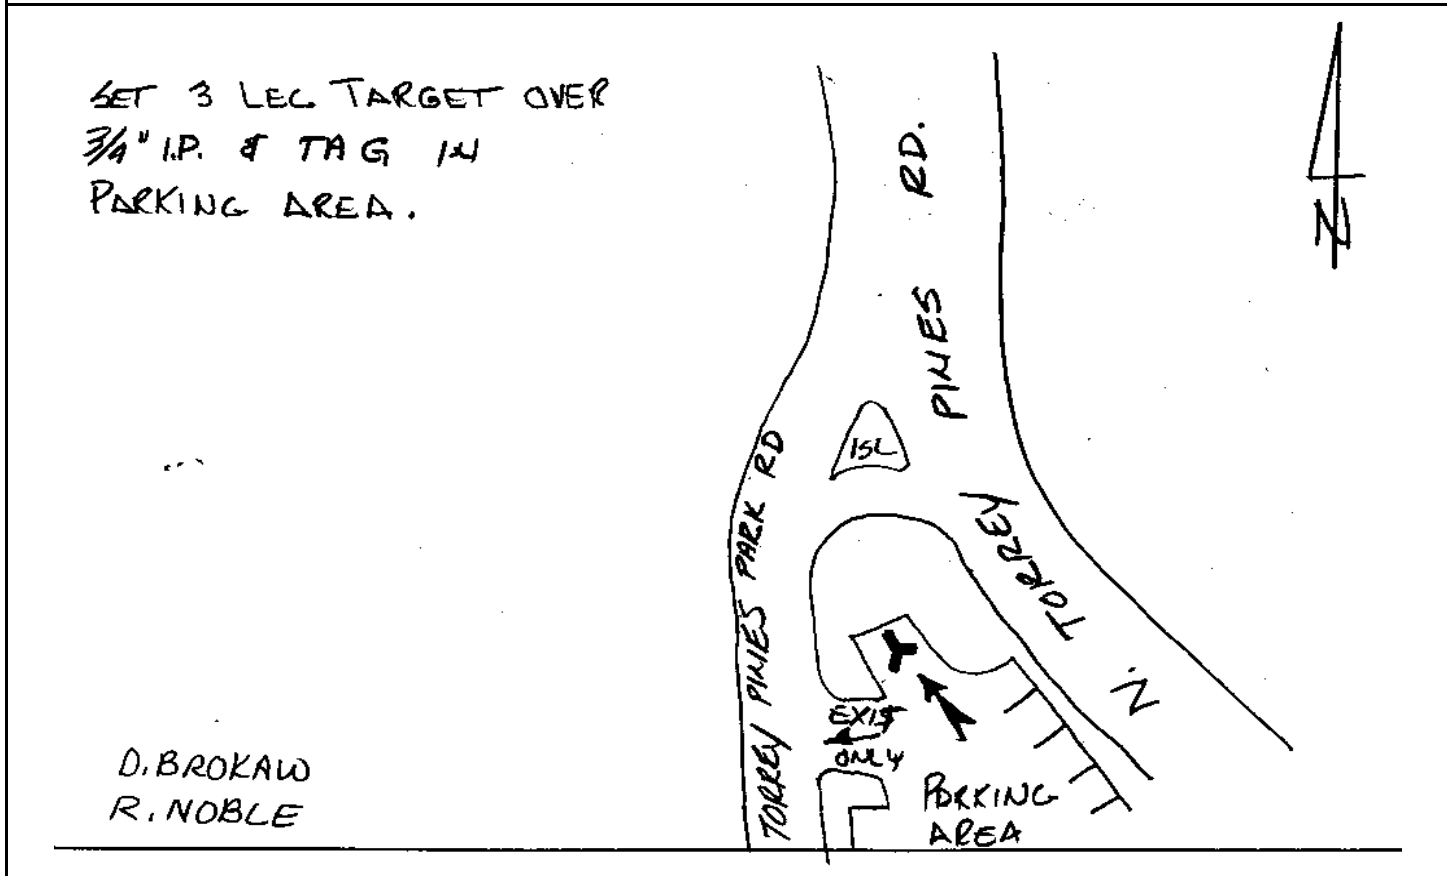 SET 3 LEG TARGET OVER
3/4" I.P. & TAG IN
PARKING AREA.
N
N. TORREY PINES RD.
ISL
TORREY PINES PARK RD
EXIT
ONLY
PARKING
AREA
D. BROKAW
R. NOBLE